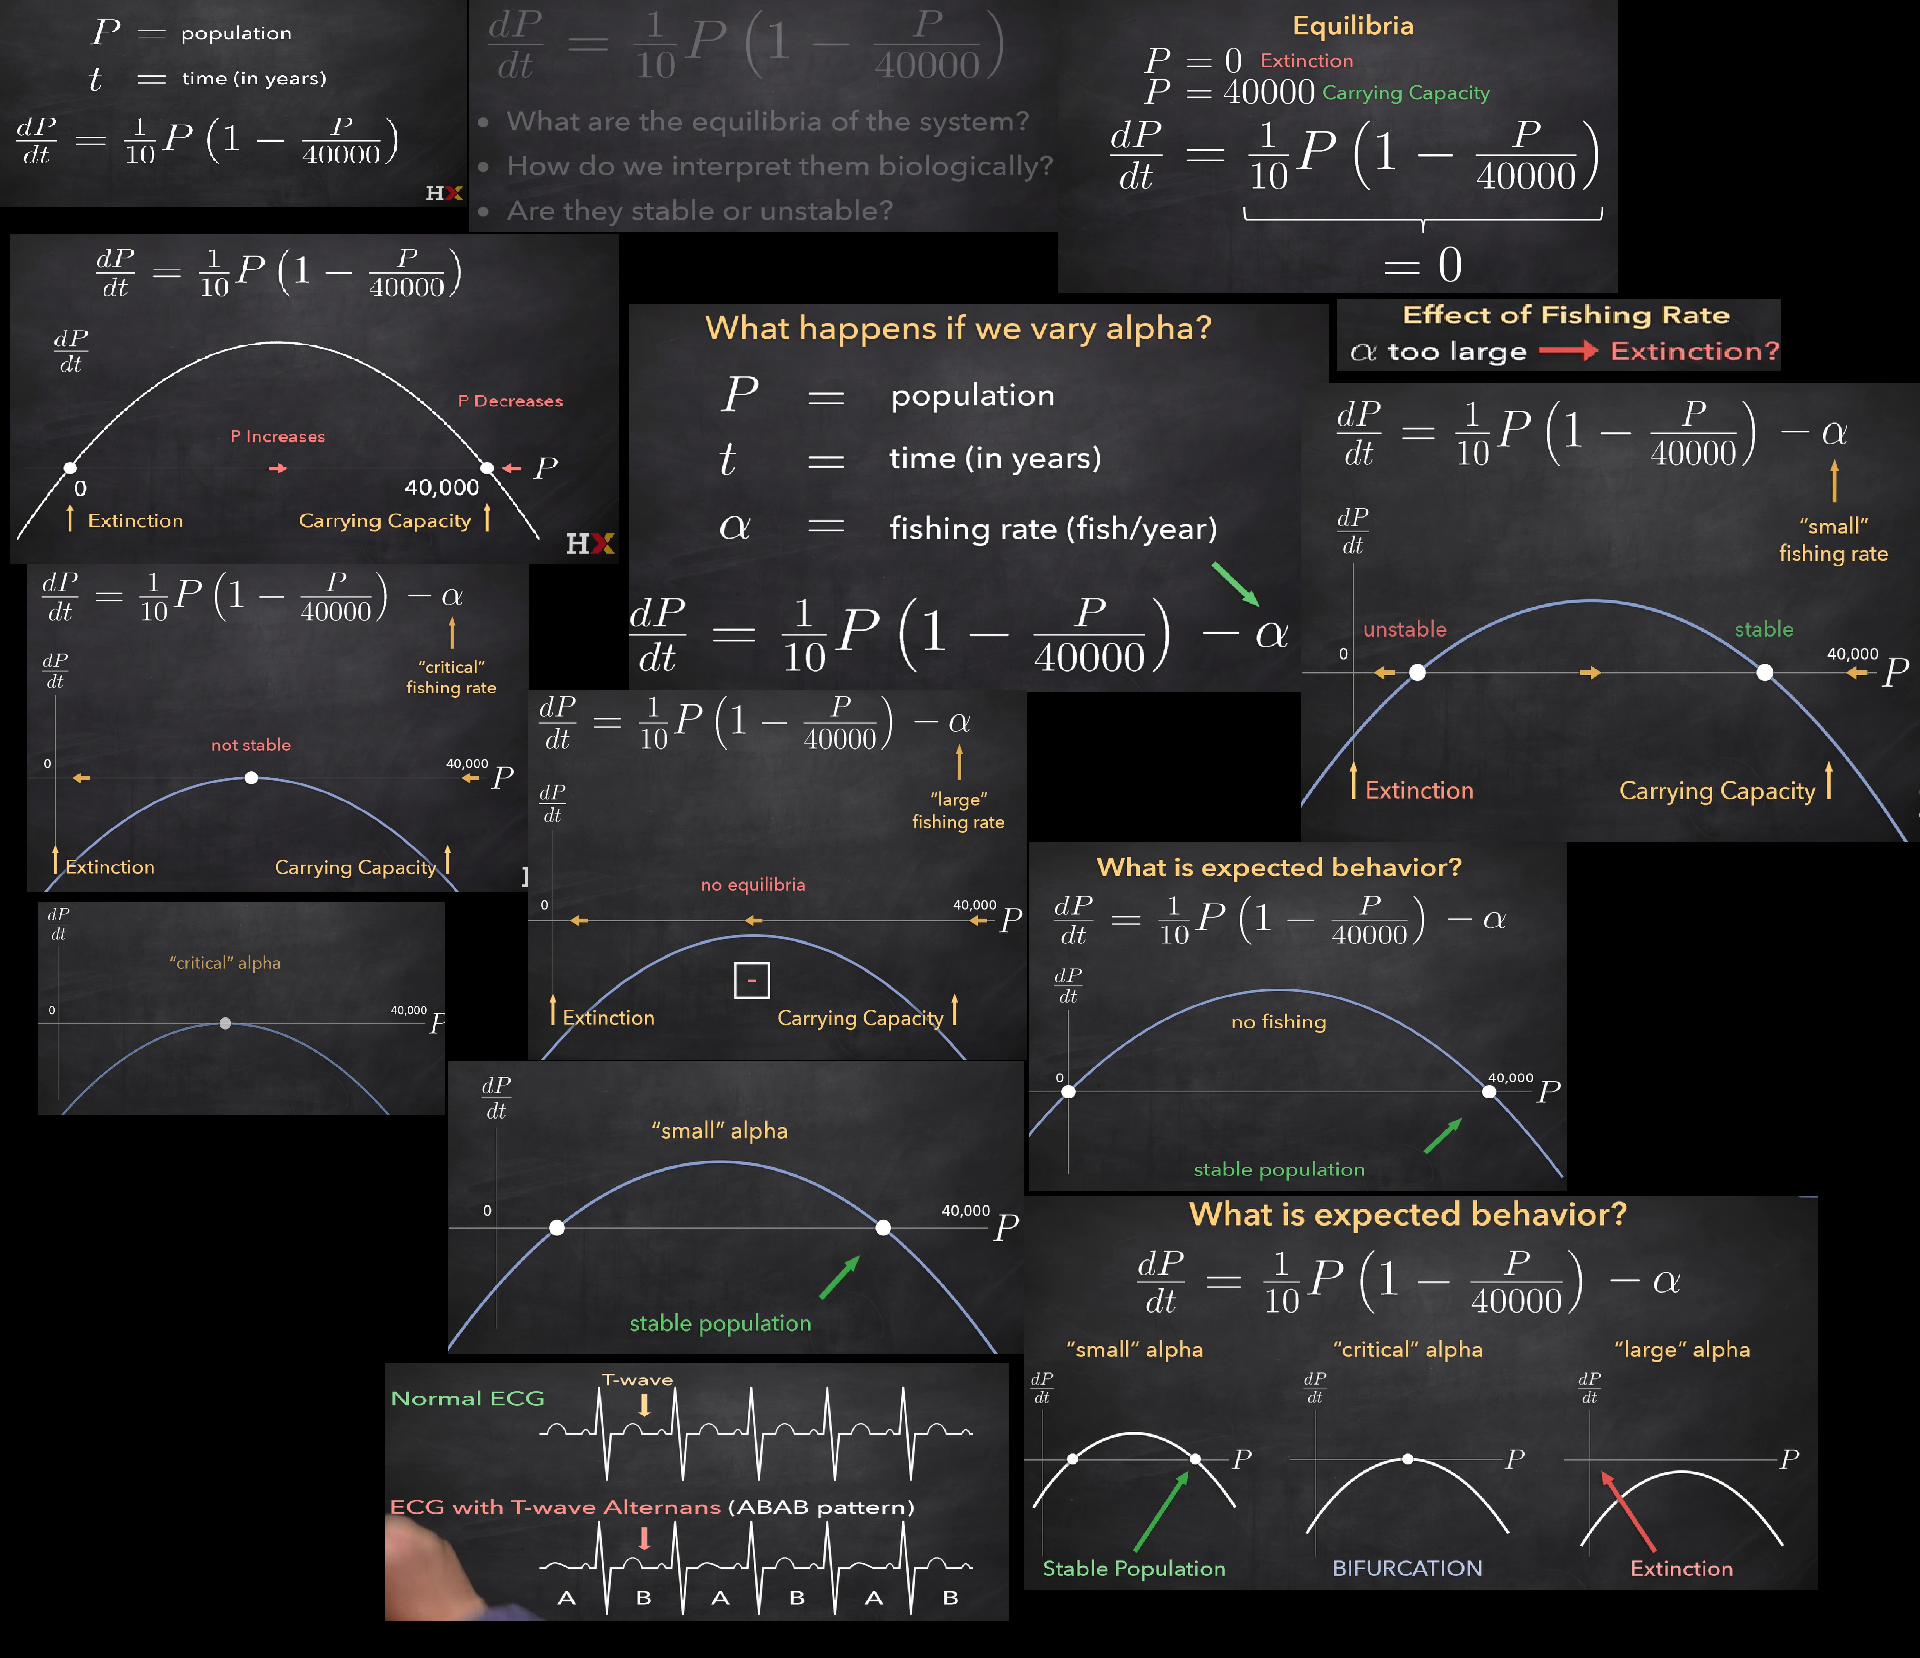 P = population
t = time (in years)
dP/dt = 1/10 P (1 − P/40000)
HX
dP/dt = 1/10 P (1 − P/40000)
• What are the equilibria of the system?
• How do we interpret them biologically?
• Are they stable or unstable?
Equilibria
P = 0 Extinction
P = 40000 Carrying Capacity
dP/dt = 1/10 P (1 − P/40000)
= 0
dP/dt = 1/10 P (1 − P/40000)
dP/dt
P Decreases
P Increases
P
0 40,000
Extinction Carrying Capacity
HX
What happens if we vary alpha?
P = population
t = time (in years)
α = fishing rate (fish/year)
dP/dt = 1/10 P (1 − P/40000) − α
Effect of Fishing Rate
α too large → Extinction?
dP/dt = 1/10 P (1 − P/40000) − α
dP/dt
"small"
fishing rate
unstable stable
0 40,000 P
Extinction Carrying Capacity
dP/dt = 1/10 P (1 − P/40000) − α
dP/dt
"critical"
fishing rate
not stable
0 40,000 P
Extinction Carrying Capacity
dP/dt = 1/10 P (1 − P/40000) − α
dP/dt
"large"
fishing rate
no equilibria
0 40,000 P
-
Extinction Carrying Capacity
What is expected behavior?
dP/dt = 1/10 P (1 − P/40000) − α
dP/dt
no fishing
0 40,000 P
stable population
dP/dt
"critical" alpha
0 40,000 P
dP/dt
"small" alpha
0 40,000 P
stable population
What is expected behavior?
dP/dt = 1/10 P (1 − P/40000) − α
"small" alpha "critical" alpha "large" alpha
dP/dt dP/dt dP/dt
P P P
Stable Population BIFURCATION Extinction
T-wave
Normal ECG
ECG with T-wave Alternans (ABAB pattern)
A B A B A B